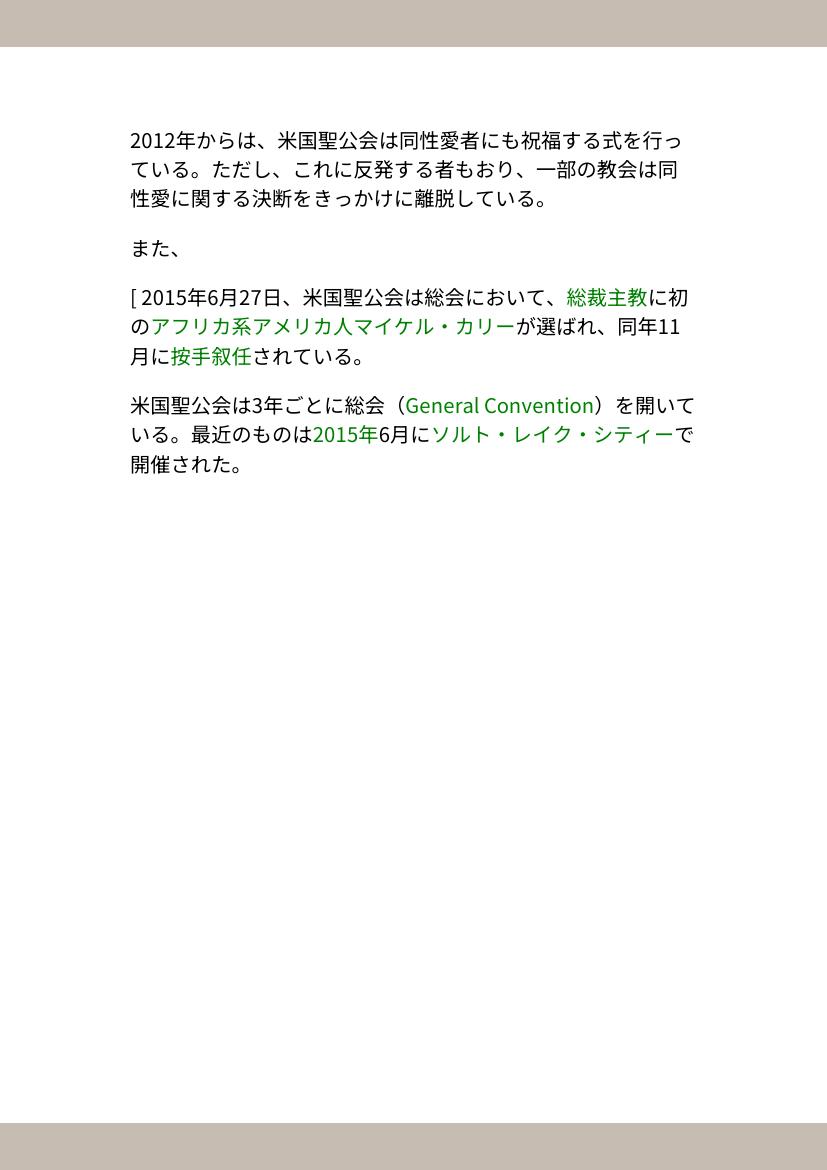 2012年からは、米国聖公会は同性愛者にも祝福する式を行っ
ている。ただし、これに反発する者もおり、一部の教会は同
性愛に関する決断をきっかけに離脱している。
また、
[ 2015年6月27日、米国聖公会は総会において、総裁主教に初
のアフリカ系アメリカ人マイケル・カリーが選ばれ、同年11
月に按手叙任されている。
米国聖公会は3年ごとに総会（General Convention）を開いて
いる。最近のものは2015年6月にソルト・レイク・シティーで
開催された。